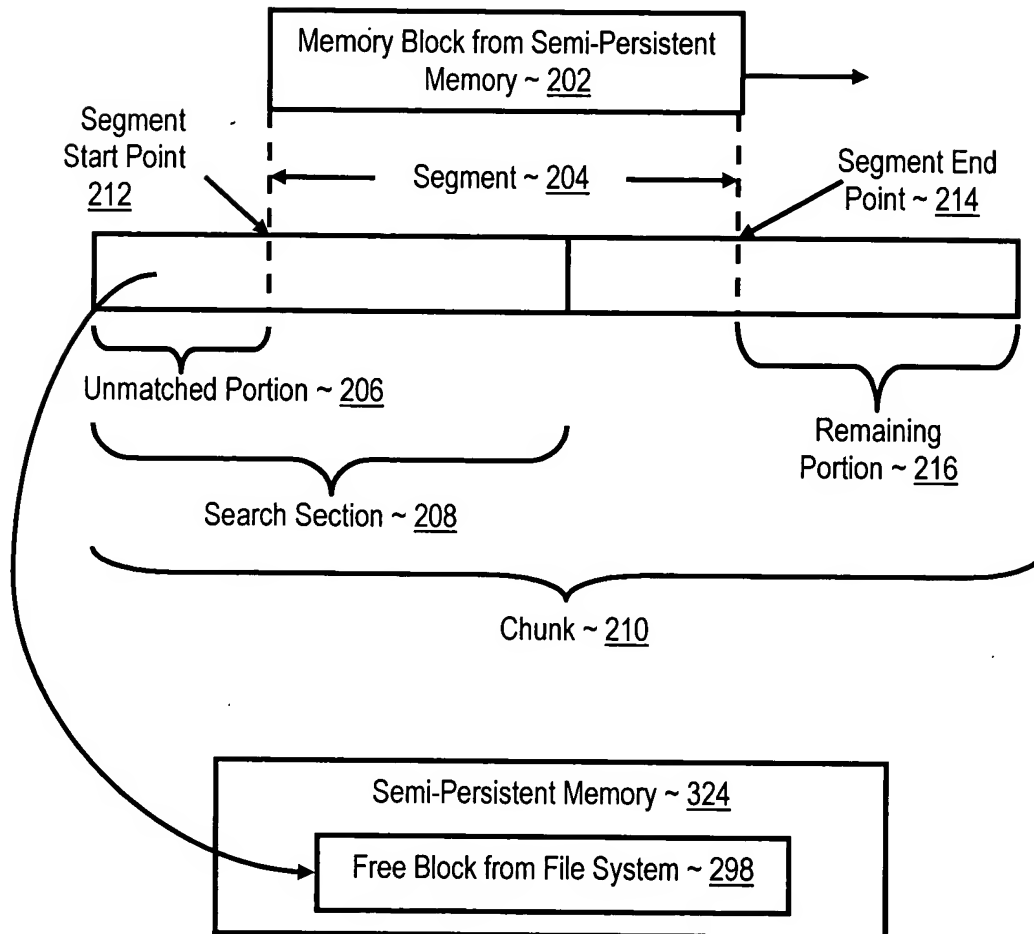 Memory Block from Semi-Persistent
Memory ~ 202
Segment
Start Point
212
Segment ~ 204
Segment End
Point ~ 214
Unmatched Portion ~ 206
Remaining
Portion ~ 216
Search Section ~ 208
Chunk ~ 210
Semi-Persistent Memory ~ 324
Free Block from File System ~ 298